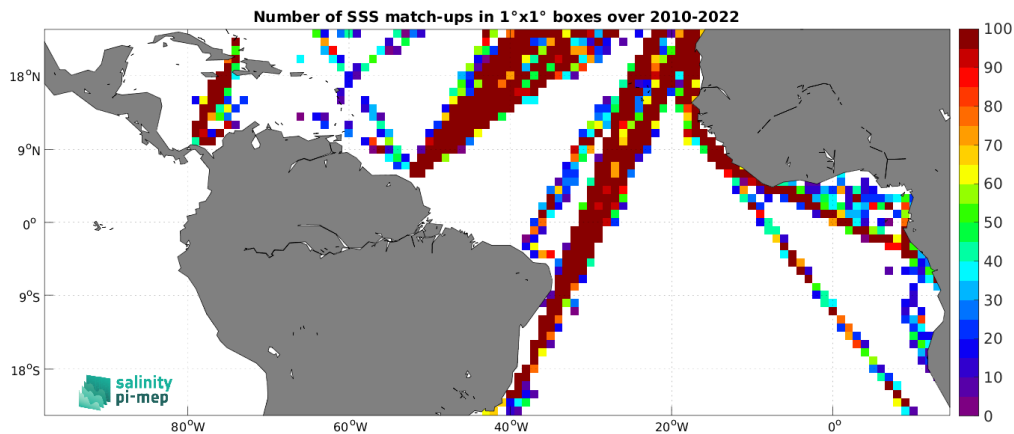 Number of SSS match-ups in 1°x1° boxes over 2010-2022
100
90
80
70
60
50
40
30
20
10
0
18°N
9°N
0°
9°S
18°S
80°W
60°W
40°W
20°W
0°
salinity
pi-mep